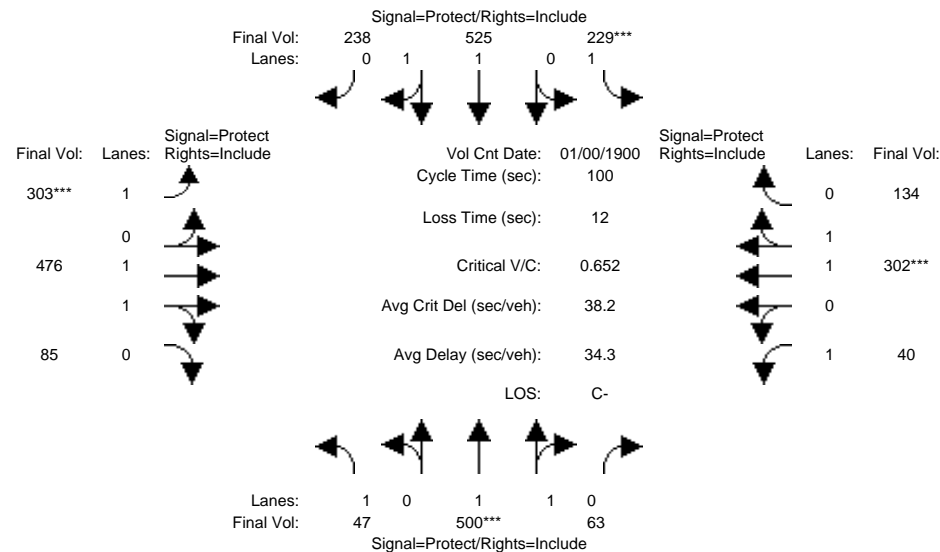 Signal=Protect/Rights=Include
Final Vol: 238 525 229***
Lanes: 0 1 1 0 1
Signal=Protect Signal=Protect
Final Vol: Lanes: Rights=Include Vol Cnt Date: 01/00/1900 Rights=Include Lanes: Final Vol:
Cycle Time (sec): 100
303*** 1 0 134
Loss Time (sec): 12
0 1
476 1 Critical V/C: 0.652 1 302***
1 Avg Crit Del (sec/veh): 38.2 0
85 0 Avg Delay (sec/veh): 34.3 1 40
LOS: C-
Lanes: 1 0 1 1 0
Final Vol: 47 500*** 63
Signal=Protect/Rights=Include